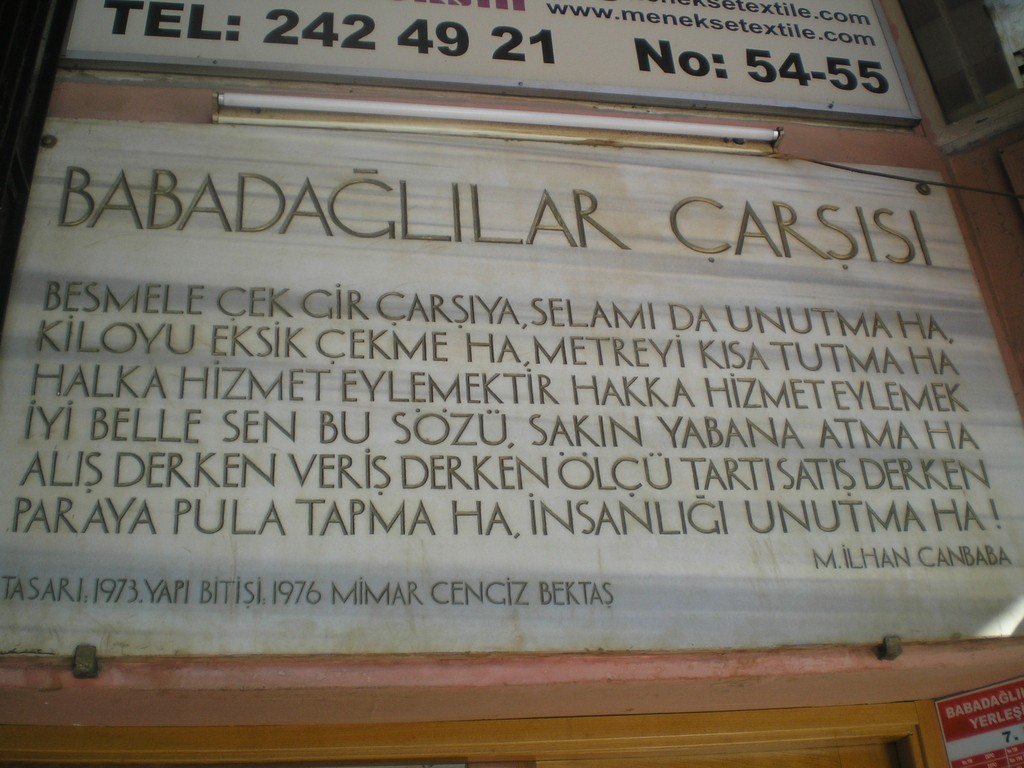 www.meneksetextile.com
TEL: 242 49 21 No: 54-55
BABADAĞLILAR ÇARŞISI
BESMELE ÇEK GİR ÇARŞIYA, SELAMI DA UNUTMA HA,
KİLOYU EKSİK ÇEKME HA, METREYİ KISA TUTMA HA
HALKA HİZMET EYLEMEKTİR HAKKA HİZMET EYLEMEK
İYİ BELLE SEN BU SÖZÜ, SAKIN YABANA ATMA HA
ALIŞ DERKEN VERİŞ DERKEN ÖLÇÜ TARTI SATIŞ DERKEN
PARAYA PULA TAPMA HA, İNSANLIĞI UNUTMA HA!
M. İLHAN CANBABA
TASARI. 1973. YAPI BİTİŞİ. 1976 MİMAR CENGİZ BEKTAŞ
7.